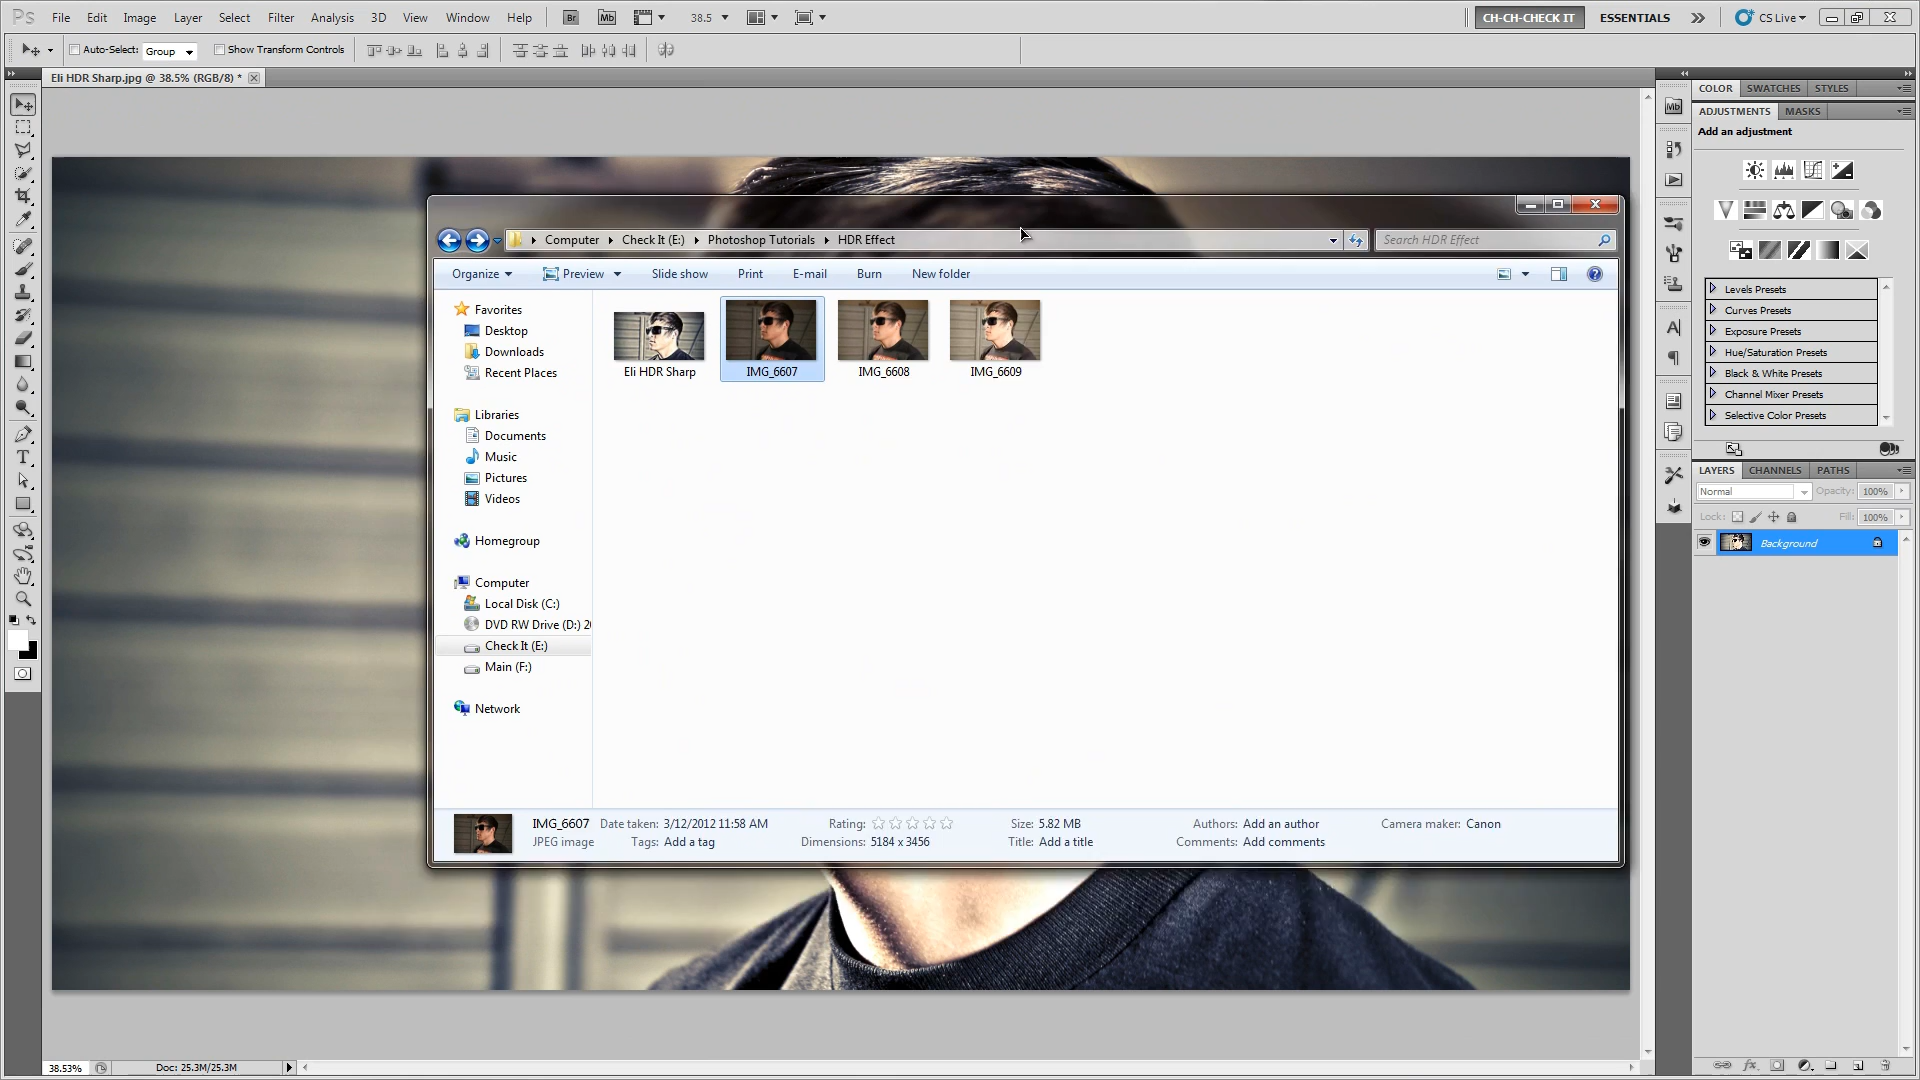 Ps File Edit Image Layer Select Filter Analysis 3D View Window Help Br Mb 38.5 CH-CH-CHECK IT ESSENTIALS CS Live
Auto-Select: Group Show Transform Controls
Eli HDR Sharp.jpg @ 38.5% (RGB/8) *
COLOR SWATCHES STYLES
ADJUSTMENTS MASKS
Add an adjustment
Levels Presets
Curves Presets
Exposure Presets
Hue/Saturation Presets
Black & White Presets
Channel Mixer Presets
Selective Color Presets
LAYERS CHANNELS PATHS
Normal Opacity: 100%
Lock: Fill: 100%
Background
Mb
Computer Check It (E:) Photoshop Tutorials HDR Effect Search HDR Effect
Organize Preview Slide show Print E-mail Burn New folder
Favorites
Desktop
Downloads
Recent Places
Libraries
Documents
Music
Pictures
Videos
Homegroup
Computer
Local Disk (C:)
DVD RW Drive (D:) 2
Check It (E:)
Main (F:)
Network
Eli HDR Sharp IMG_6607 IMG_6608 IMG_6609
IMG_6607 Date taken: 3/12/2012 11:58 AM Rating: Size: 5.82 MB Authors: Add an author Camera maker: Canon
JPEG image Tags: Add a tag Dimensions: 5184 x 3456 Title: Add a title Comments: Add comments
38.53% Doc: 25.3M/25.3M